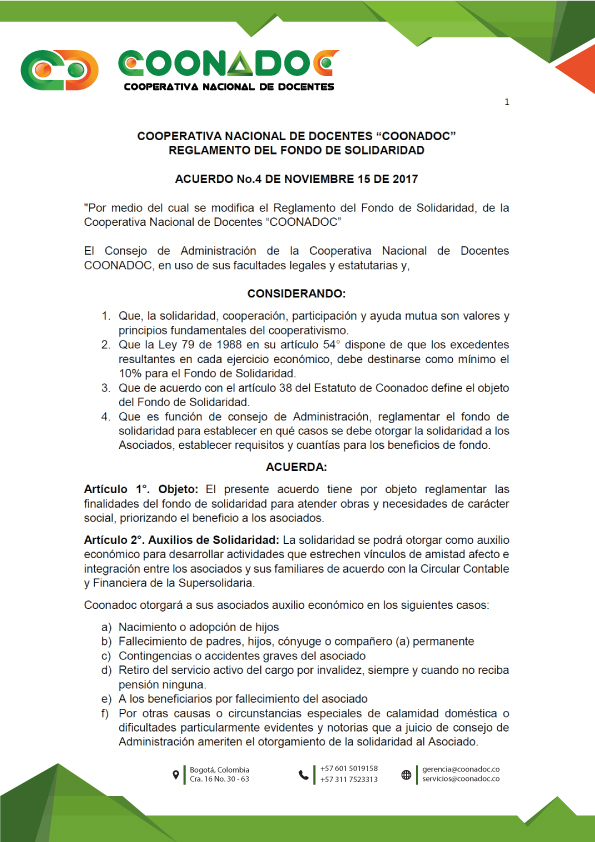 COONADOC
COOPERATIVA NACIONAL DE DOCENTES
1
COOPERATIVA NACIONAL DE DOCENTES “COONADOC”
REGLAMENTO DEL FONDO DE SOLIDARIDAD
ACUERDO No.4 DE NOVIEMBRE 15 DE 2017
"Por medio del cual se modifica el Reglamento del Fondo de Solidaridad, de la
Cooperativa Nacional de Docentes “COONADOC”
El Consejo de Administración de la Cooperativa Nacional de Docentes
COONADOC, en uso de sus facultades legales y estatutarias y,
CONSIDERANDO:
1. Que, la solidaridad, cooperación, participación y ayuda mutua son valores y
principios fundamentales del cooperativismo.
2. Que la Ley 79 de 1988 en su artículo 54° dispone de que los excedentes
resultantes en cada ejercicio económico, debe destinarse como mínimo el
10% para el Fondo de Solidaridad.
3. Que de acuerdo con el artículo 38 del Estatuto de Coonadoc define el objeto
del Fondo de Solidaridad.
4. Que es función de consejo de Administración, reglamentar el fondo de
solidaridad para establecer en qué casos se debe otorgar la solidaridad a los
Asociados, establecer requisitos y cuantías para los beneficios de fondo.
ACUERDA:
Artículo 1°. Objeto: El presente acuerdo tiene por objeto reglamentar las
finalidades del fondo de solidaridad para atender obras y necesidades de carácter
social, priorizando el beneficio a los asociados.
Artículo 2°. Auxilios de Solidaridad: La solidaridad se podrá otorgar como auxilio
económico para desarrollar actividades que estrechen vínculos de amistad afecto e
integración entre los asociados y sus familiares de acuerdo con la Circular Contable
y Financiera de la Supersolidaria.
Coonadoc otorgará a sus asociados auxilio económico en los siguientes casos:
a) Nacimiento o adopción de hijos
b) Fallecimiento de padres, hijos, cónyuge o compañero (a) permanente
c) Contingencias o accidentes graves del asociado
d) Retiro del servicio activo del cargo por invalidez, siempre y cuando no reciba
pensión ninguna.
e) A los beneficiarios por fallecimiento del asociado
f) Por otras causas o circunstancias especiales de calamidad doméstica o
dificultades particularmente evidentes y notorias que a juicio de consejo de
Administración ameriten el otorgamiento de la solidaridad al Asociado.
Bogotá, Colombia
Cra. 16 No. 30 - 63
+57 601 5019158
+57 311 7523313
gerencia@coonadoc.co
servicios@coonadoc.co